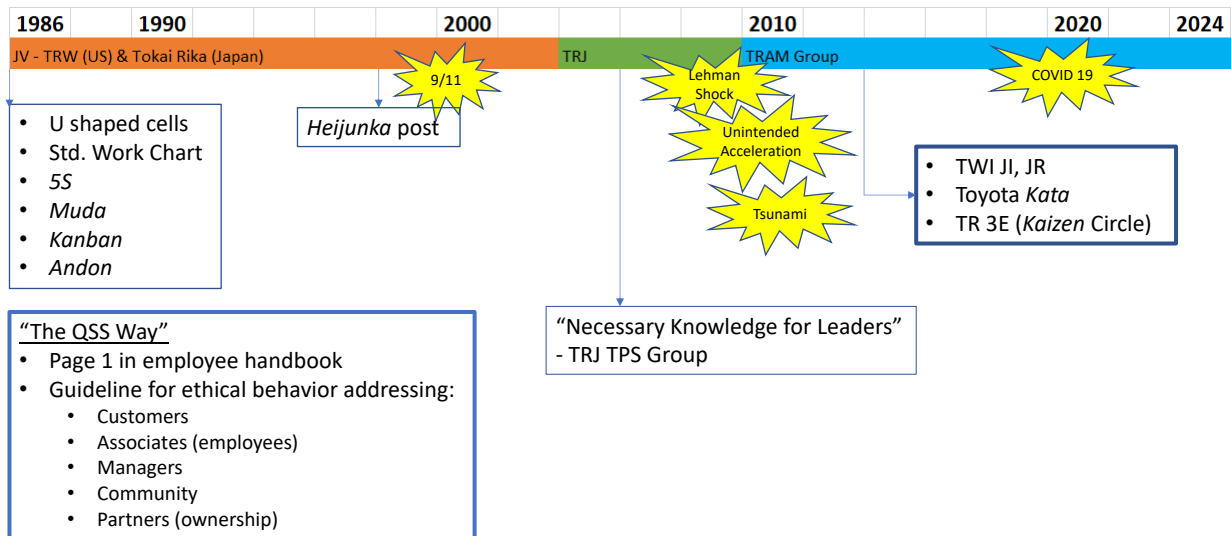 1986 1990 2000 2010 2020 2024
JV - TRW (US) & Tokai Rika (Japan) TRJ TRAM Group
9/11
Lehman
Shock
COVID 19
• U shaped cells
• Std. Work Chart
• 5S
• Muda
• Kanban
• Andon
Heijunka post
Unintended
Acceleration
Tsunami
• TWI JI, JR
• Toyota Kata
• TR 3E (Kaizen Circle)
“The QSS Way”
• Page 1 in employee handbook
• Guideline for ethical behavior addressing:
• Customers
• Associates (employees)
• Managers
• Community
• Partners (ownership)
“Necessary Knowledge for Leaders”
- TRJ TPS Group